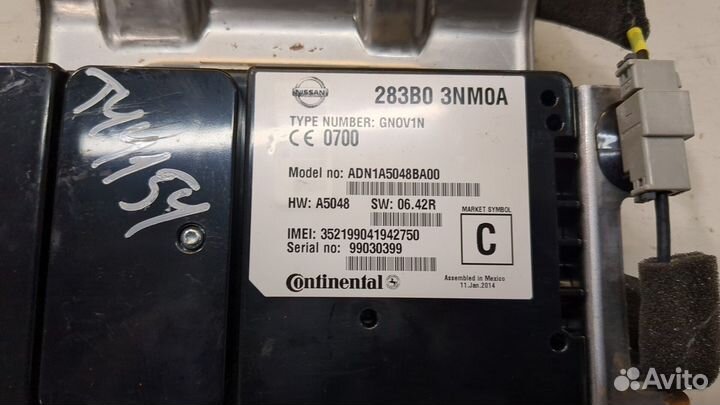 NISSAN
283B0 3NM0A
TYPE NUMBER: GNOV1N
CE 0700
Model no: ADN1A5048BA00
HW: A5048 SW: 06.42R
MARKET SYMBOL
C
IMEI: 352199041942750
Serial no: 99030399
Continental
Assembled in Mexico
11.Jan.2014
Avito